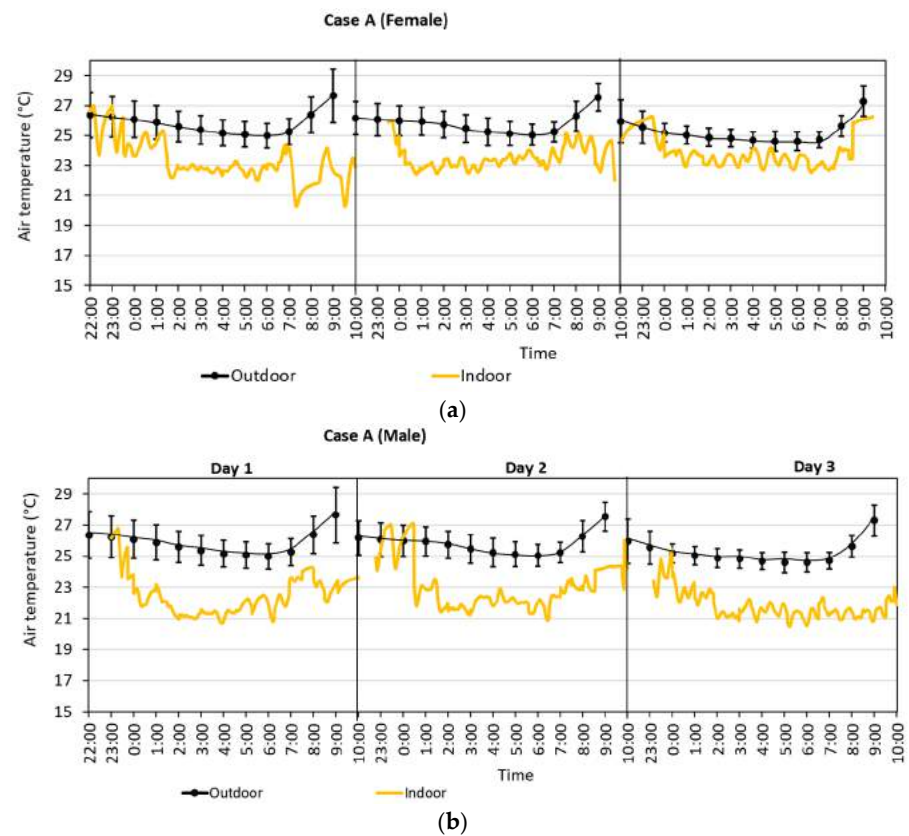 Case A (Female)
Air temperature (°C)
29
27
25
23
21
19
17
15
22:00 23:00 0:00 1:00 2:00 3:00 4:00 5:00 6:00 7:00 8:00 9:00 10:00 23:00 0:00 1:00 2:00 3:00 4:00 5:00 6:00 7:00 8:00 9:00 10:00 23:00 0:00 1:00 2:00 3:00 4:00 5:00 6:00 7:00 8:00 9:00 10:00
Time
Outdoor Indoor
(a)
Case A (Male)
Day 1 Day 2 Day 3
Air temperature (°C)
29
27
25
23
21
19
17
15
22:00 23:00 0:00 1:00 2:00 3:00 4:00 5:00 6:00 7:00 8:00 9:00 10:00 23:00 0:00 1:00 2:00 3:00 4:00 5:00 6:00 7:00 8:00 9:00 10:00 23:00 0:00 1:00 2:00 3:00 4:00 5:00 6:00 7:00 8:00 9:00 10:00
Time
Outdoor Indoor
(b)